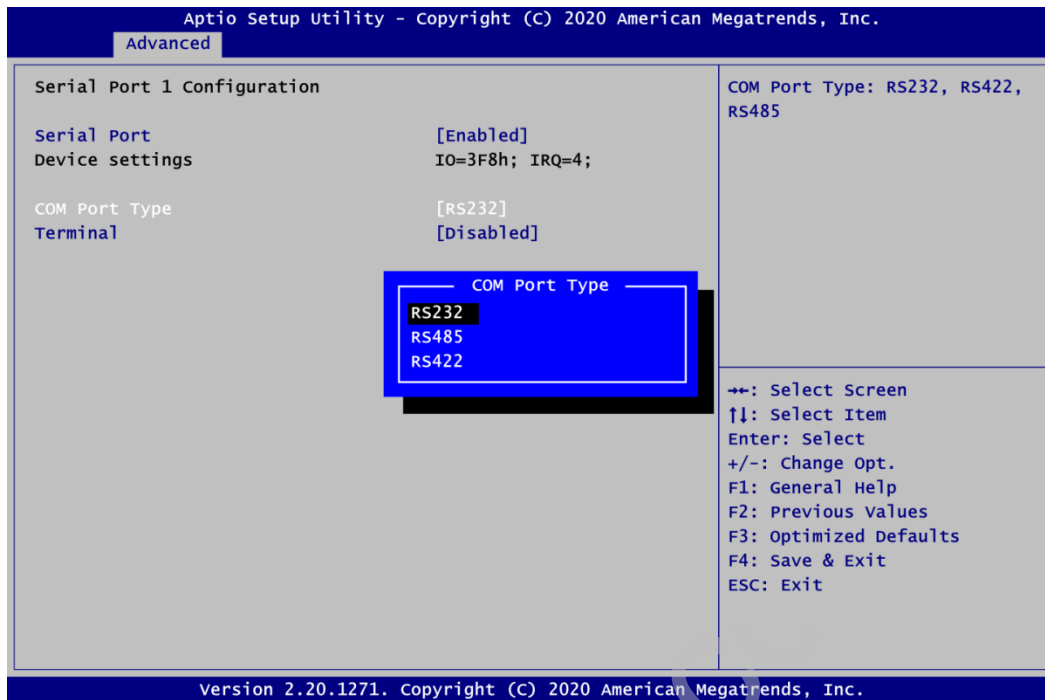 Aptio Setup Utility – Copyright (C) 2020 American Megatrends, Inc.
Advanced
Serial Port 1 Configuration
Serial Port [Enabled]
Device settings IO=3F8h; IRQ=4;
COM Port Type [RS232]
Terminal [Disabled]
COM Port Type
RS232
RS485
RS422
COM Port Type: RS232, RS422,
RS485
→←: Select Screen
↑↓: Select Item
Enter: Select
+/-: Change Opt.
F1: General Help
F2: Previous Values
F3: Optimized Defaults
F4: Save & Exit
ESC: Exit
Version 2.20.1271. Copyright (C) 2020 American Megatrends, Inc.